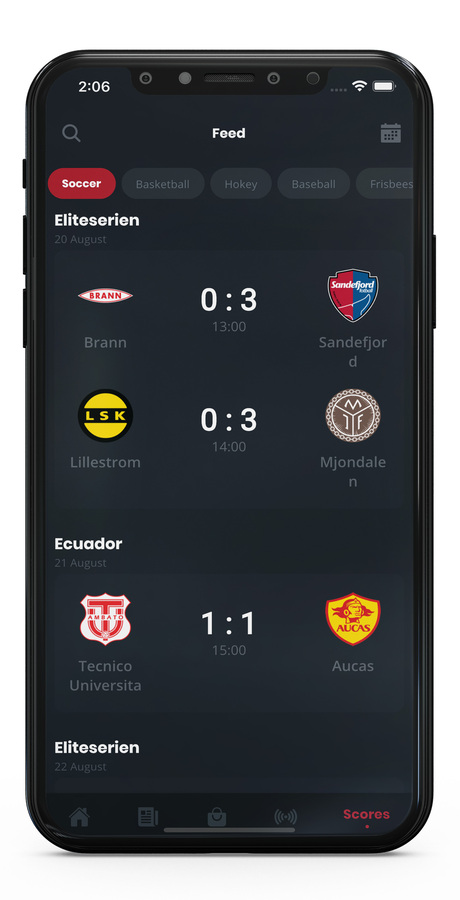 2:06
Feed
Soccer Basketball Hokey Baseball Frisbees
Eliteserien
20 August
BRANN
0 : 3
Sandefjord
fotball
13:00
Brann
Sandefjor
d
LSK
0 : 3
M
J I F
14:00
Lillestrom
Mjondale
n
Ecuador
21 August
AMBATO
1 : 1
AUCAS
15:00
Tecnico
Universita
Aucas
Eliteserien
22 August
Scores